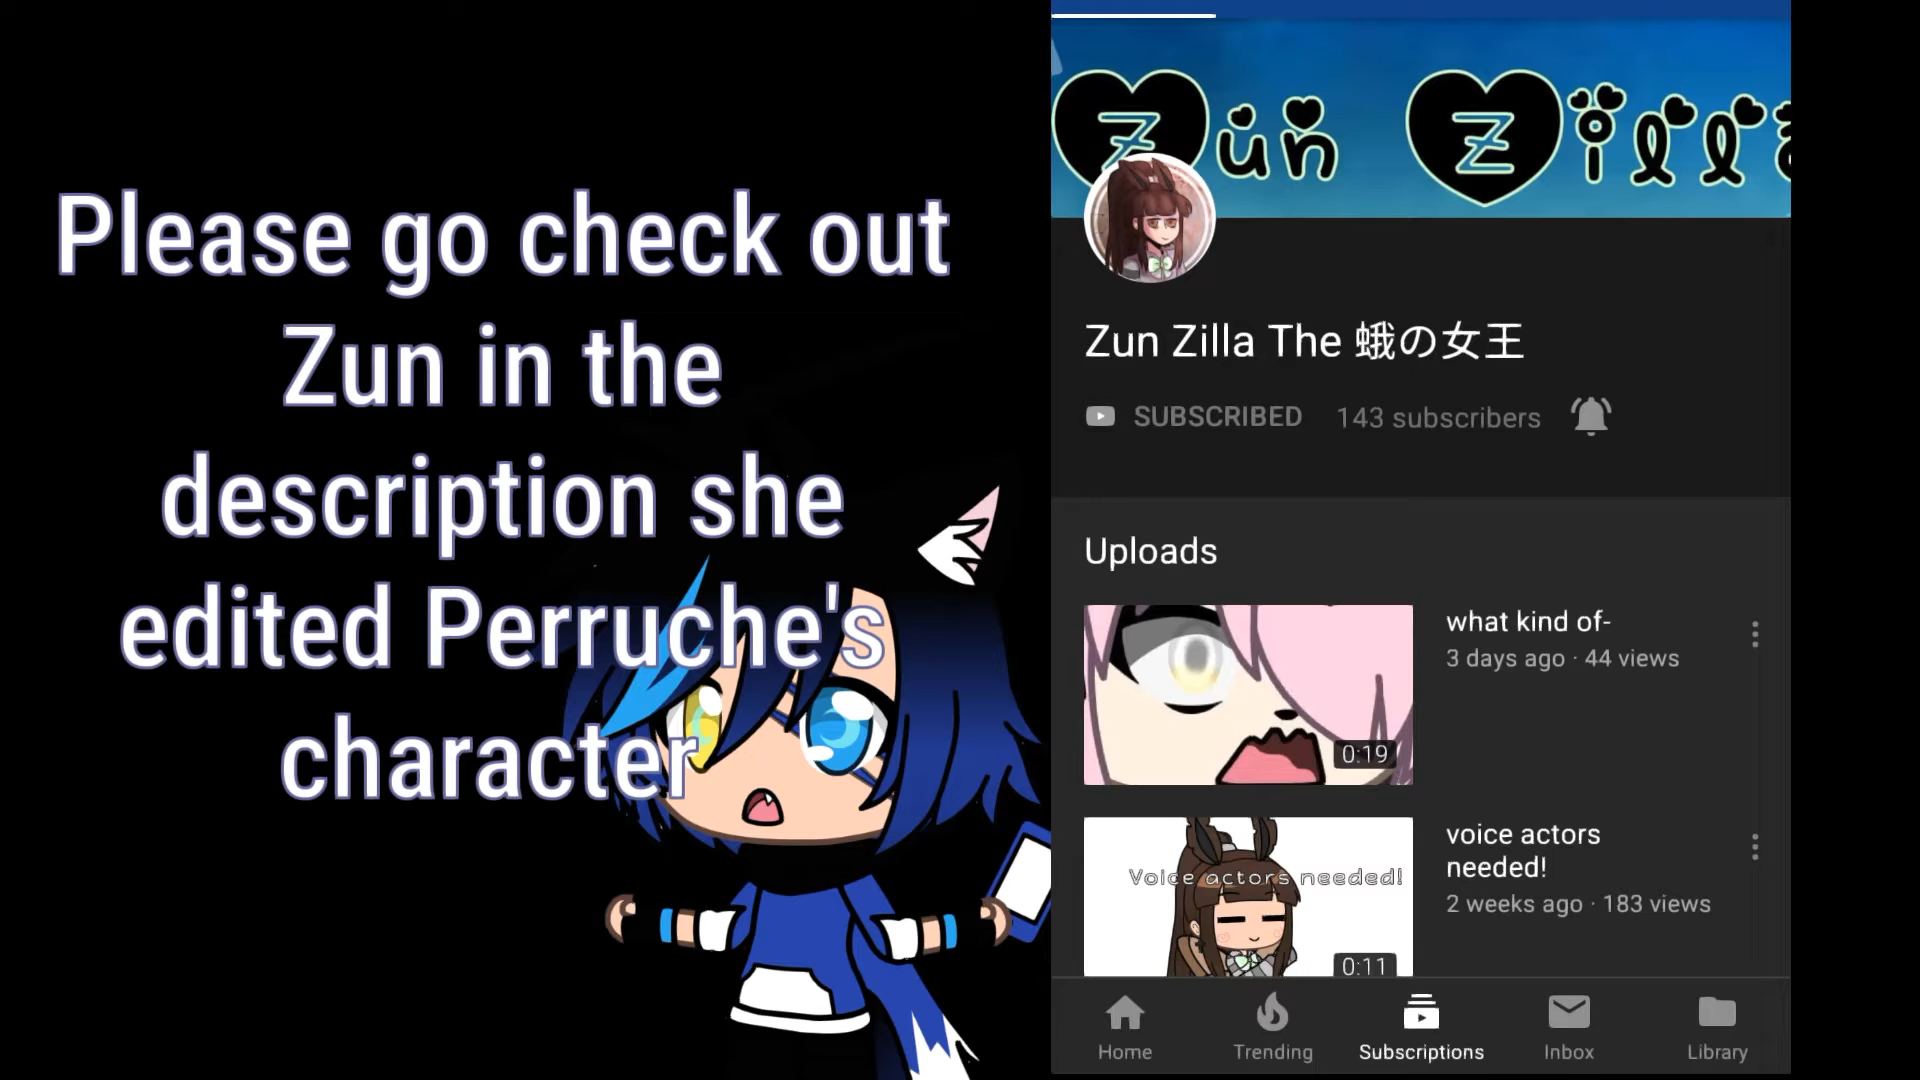 Please go check out
Zun in the
description she
edited Perruche's
character
Zun Zill
Zun Zilla The 蛾の女王
SUBSCRIBED 143 subscribers
Uploads
what kind of-
3 days ago · 44 views
0:19
voice actors
needed!
2 weeks ago · 183 views
Voice actors needed!
0:11
Home Trending Subscriptions Inbox Library